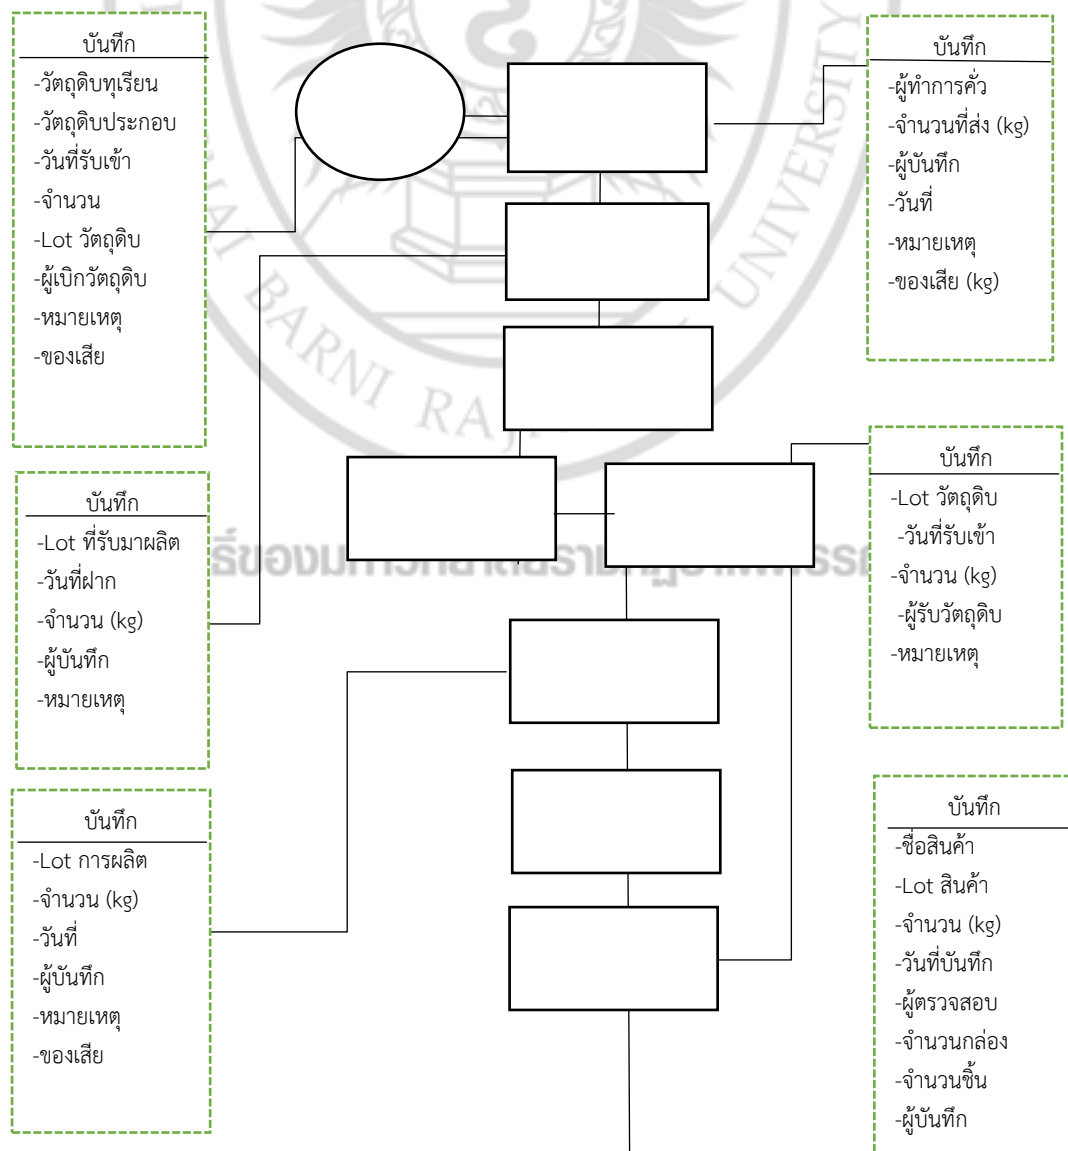 บันทึก
-วัตถุดิบทุเรียน
-วัตถุดิบประกอบ
-วันที่รับเข้า
-จำนวน
-Lot วัตถุดิบ
-ผู้เบิกวัตถุดิบ
-หมายเหตุ
-ของเสีย
บันทึก
-ผู้ทำการคั่ว
-จำนวนที่ส่ง (kg)
-ผู้บันทึก
-วันที่
-หมายเหตุ
-ของเสีย (kg)
บันทึก
-Lot ที่รับมาผลิต
-วันที่ฝาก
-จำนวน (kg)
-ผู้บันทึก
-หมายเหตุ
บันทึก
-Lot วัตถุดิบ
-วันที่รับเข้า
-จำนวน (kg)
-ผู้รับวัตถุดิบ
-หมายเหตุ
บันทึก
-Lot การผลิต
-จำนวน (kg)
-วันที่
-ผู้บันทึก
-หมายเหตุ
-ของเสีย
บันทึก
-ชื่อสินค้า
-Lot สินค้า
-จำนวน (kg)
-วันที่บันทึก
-ผู้ตรวจสอบ
-จำนวนกล่อง
-จำนวนชิ้น
-ผู้บันทึก
BARNI RAJ
UNIVERSITY